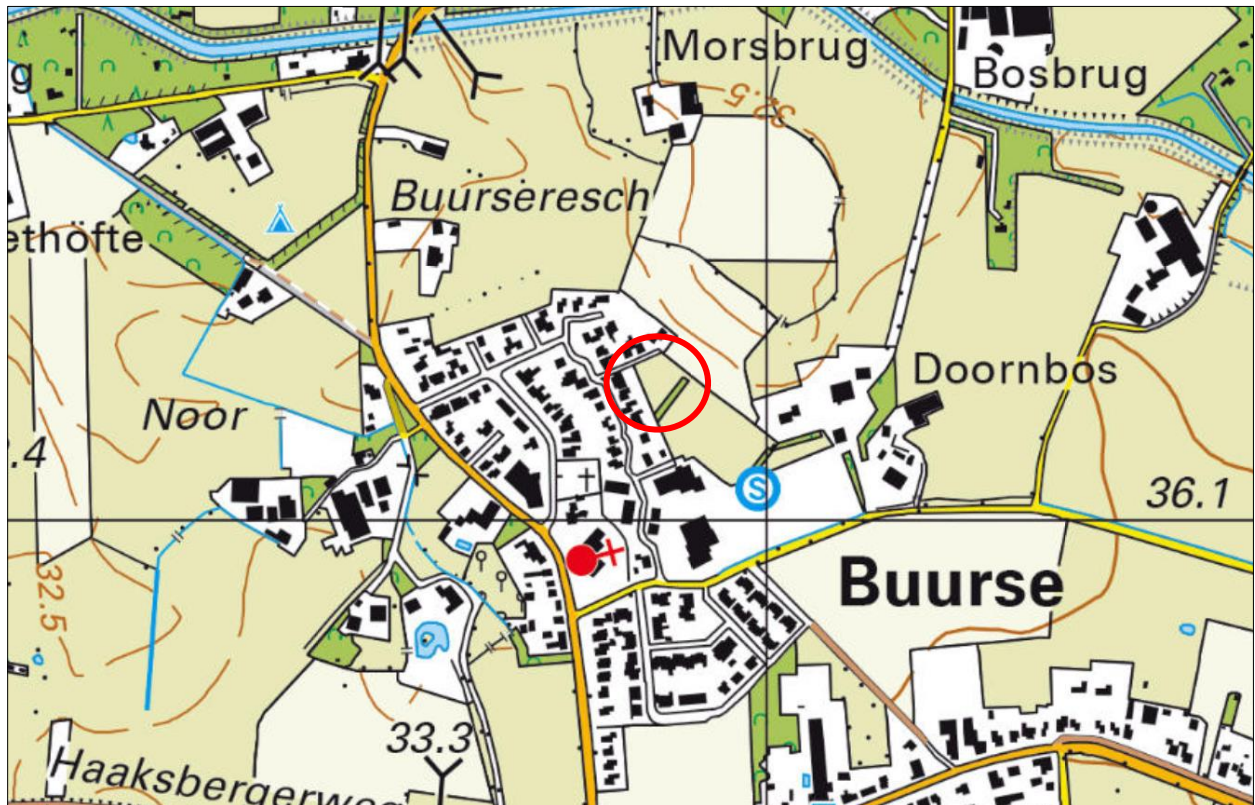 Morsbrug
Bosbrug
g
32.5
Buurseresch
ethöfte
Doornbos
Noor
.4
S
36.1
Buurse
32.5
33.3
Haaksbergerweg